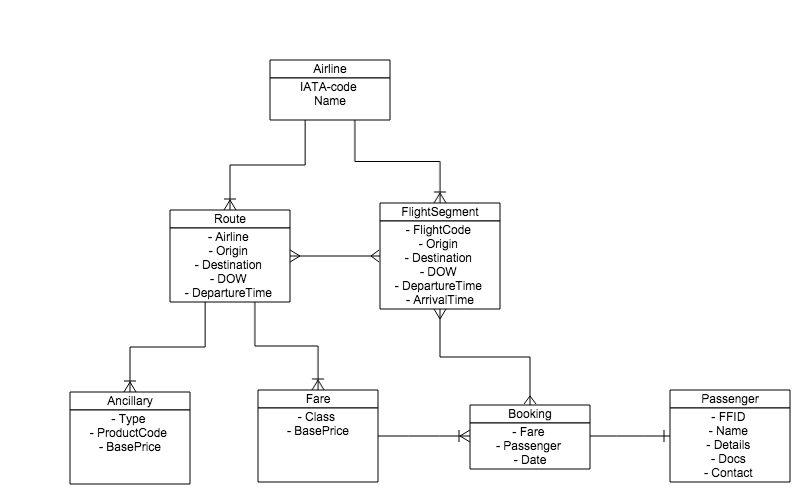 Airline
IATA-code
Name
Route
- Airline
- Origin
- Destination
- DOW
- DepartureTime
FlightSegment
- FlightCode
- Origin
- Destination
- DOW
- DepartureTime
- ArrivalTime
Ancillary
- Type
- ProductCode
- BasePrice
Fare
- Class
- BasePrice
Booking
- Fare
- Passenger
- Date
Passenger
- FFID
- Name
- Details
- Docs
- Contact